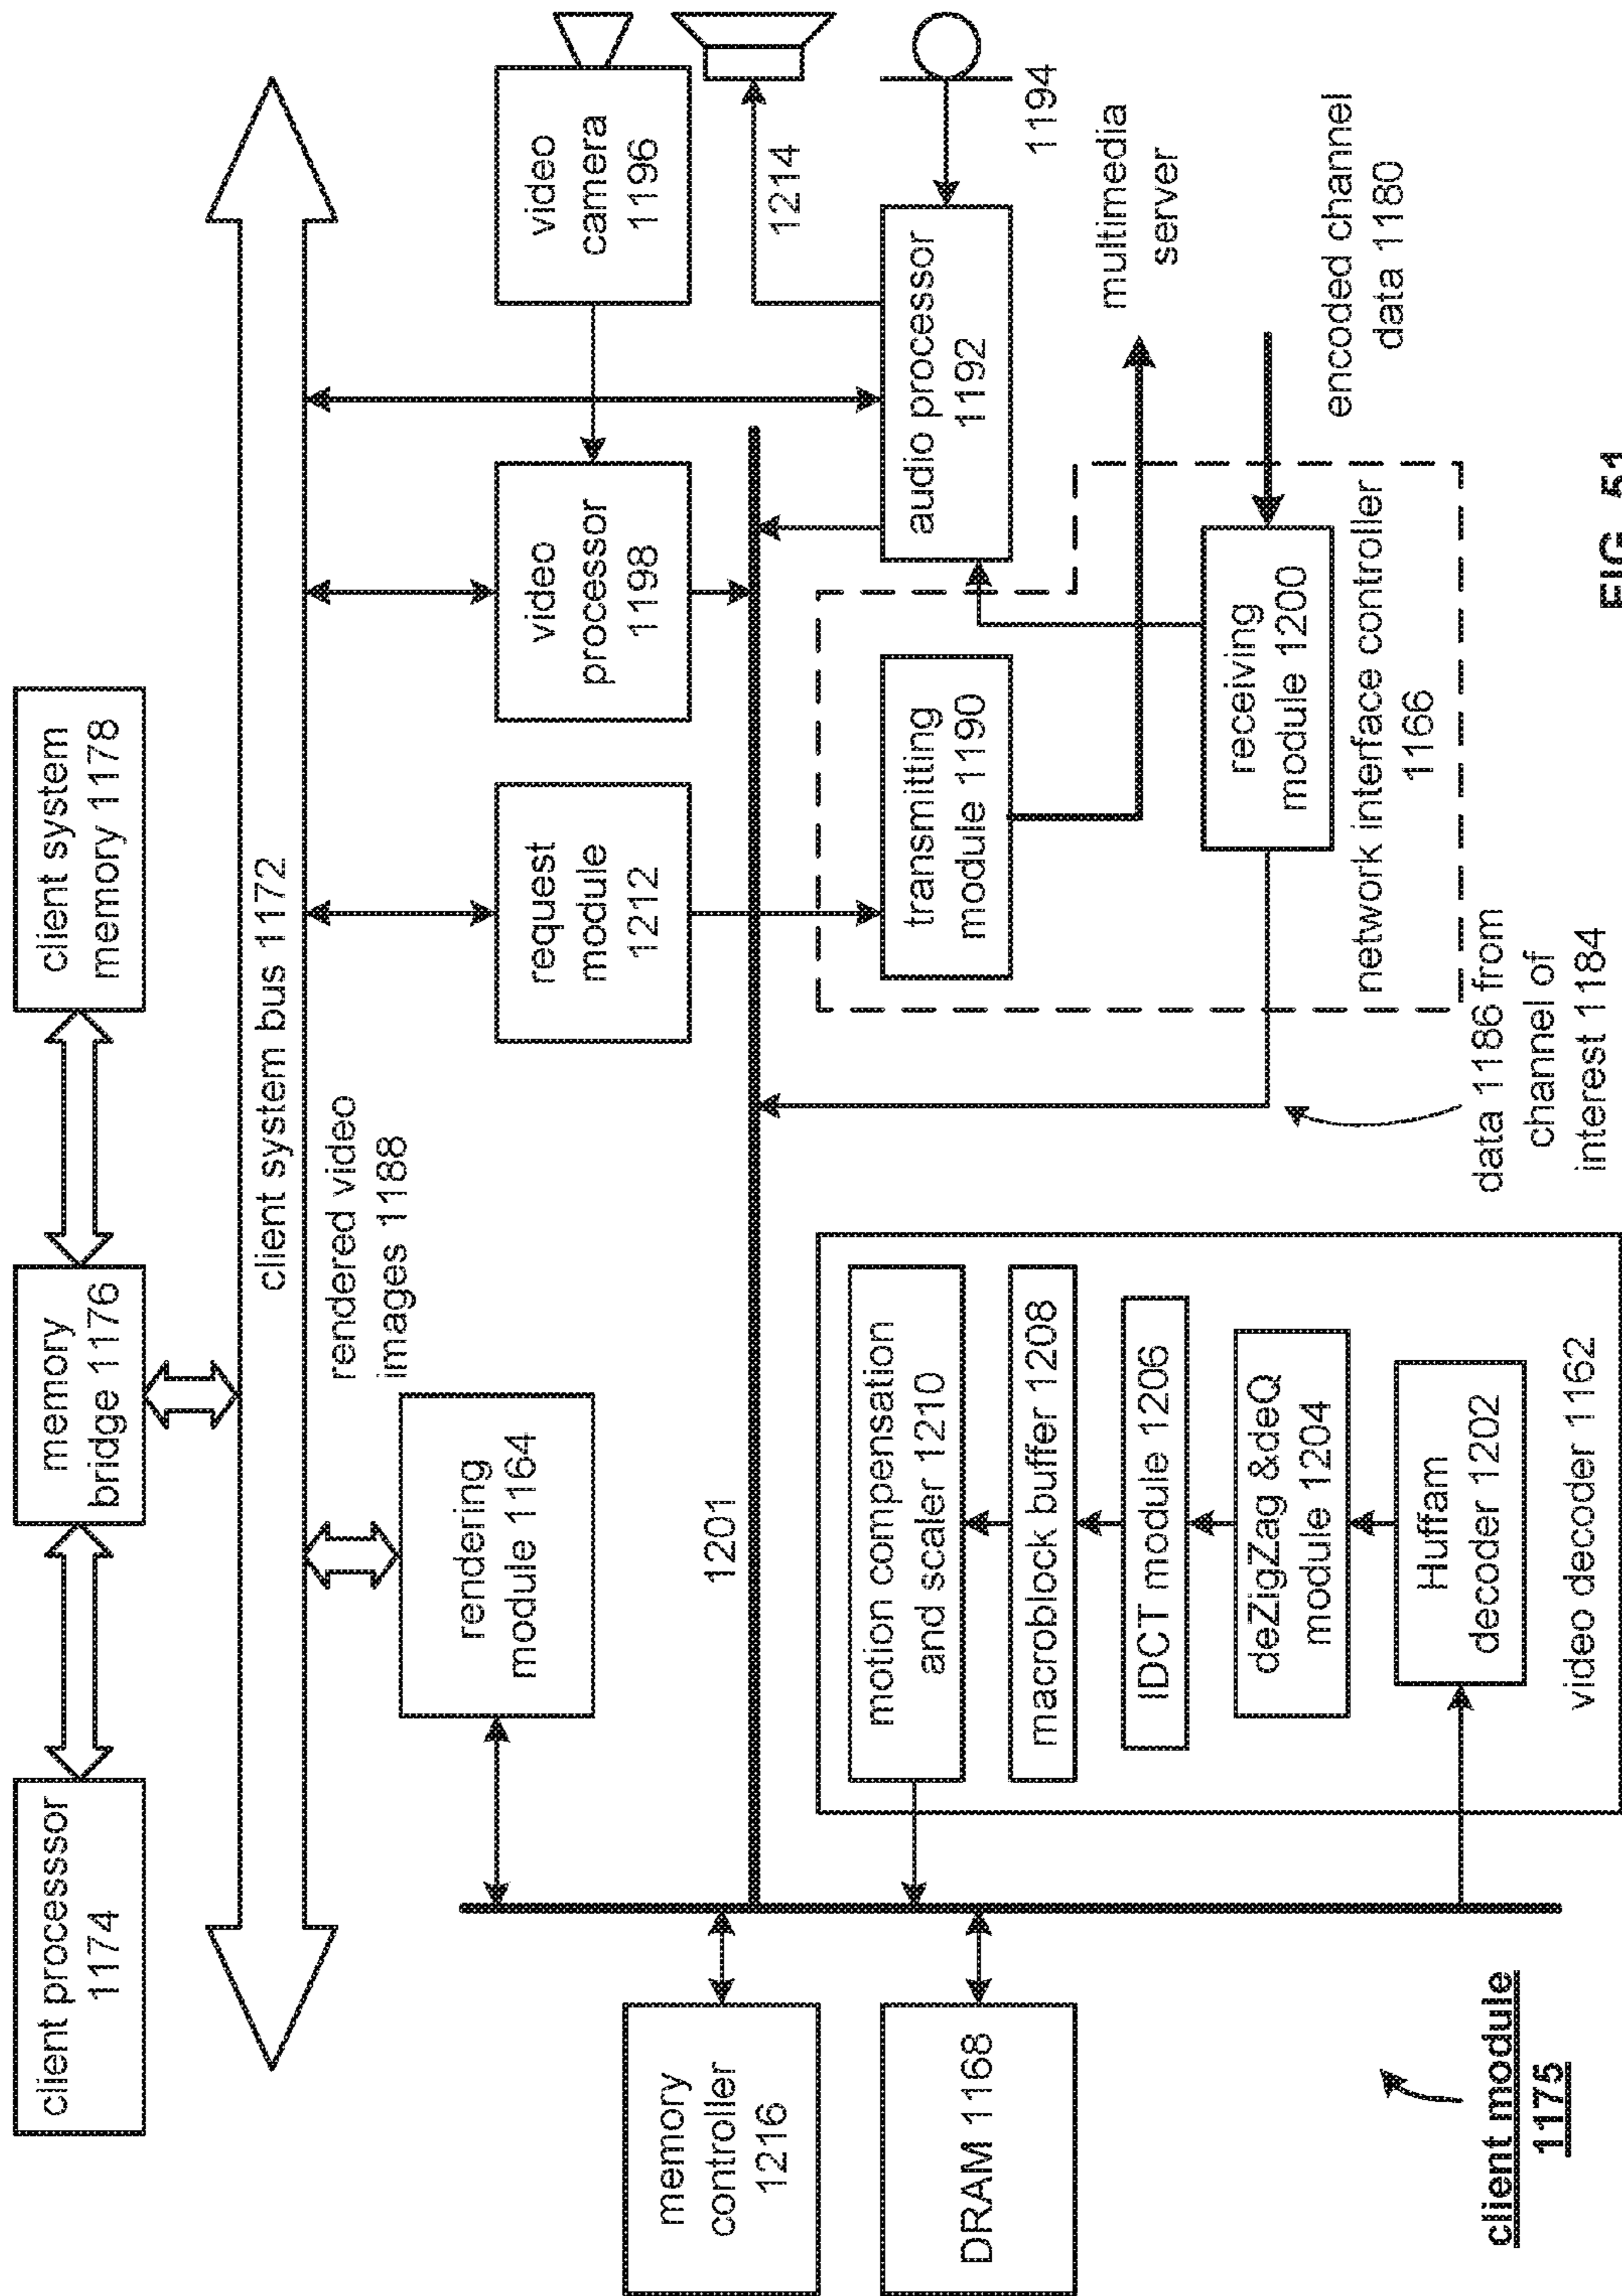 client processor
1174
memory
bridge 1176
client system
memory 1178
client system bus 1172
rendered video
images 1188
rendering
module 1164
request
module
1212
video
processor
1198
video
camera
1196
1214
memory
controller
1216
1201
DRAM 1168
motion compensation
and scaler 1210
macroblock buffer 1208
IDCT module 1206
deZigZag &deQ
module 1204
Huffam
decoder 1202
video decoder 1162
transmitting
module 1190
audio processor
1192
1194
multimedia
server
receiving
module 1200
network interface controller
1166
encoded channel
data 1180
data 1186 from
channel of
interest 1184
client module
1175
FIG. 51